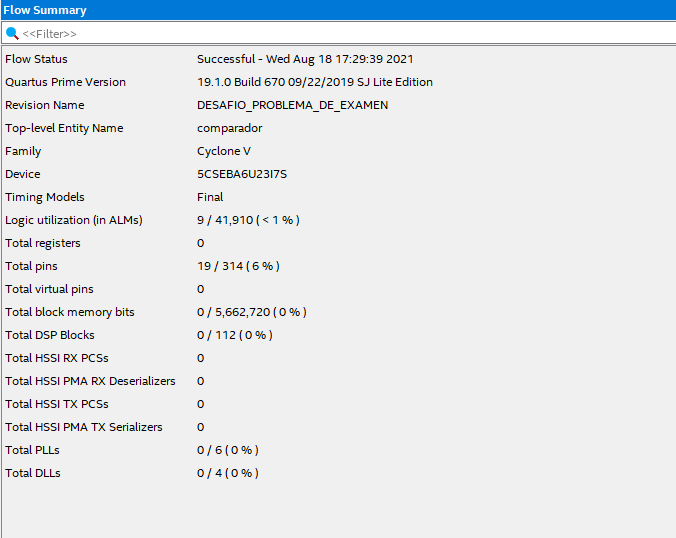 Flow Summary
<<Filter>>
Flow Status Successful - Wed Aug 18 17:29:39 2021
Quartus Prime Version 19.1.0 Build 670 09/22/2019 SJ Lite Edition
Revision Name DESAFIO_PROBLEMA_DE_EXAMEN
Top-level Entity Name comparador
Family Cyclone V
Device 5CSEBA6U23I7S
Timing Models Final
Logic utilization (in ALMs) 9 / 41,910 ( < 1 % )
Total registers 0
Total pins 19 / 314 ( 6 % )
Total virtual pins 0
Total block memory bits 0 / 5,662,720 ( 0 % )
Total DSP Blocks 0 / 112 ( 0 % )
Total HSSI RX PCSs 0
Total HSSI PMA RX Deserializers 0
Total HSSI TX PCSs 0
Total HSSI PMA TX Serializers 0
Total PLLs 0 / 6 ( 0 % )
Total DLLs 0 / 4 ( 0 % )